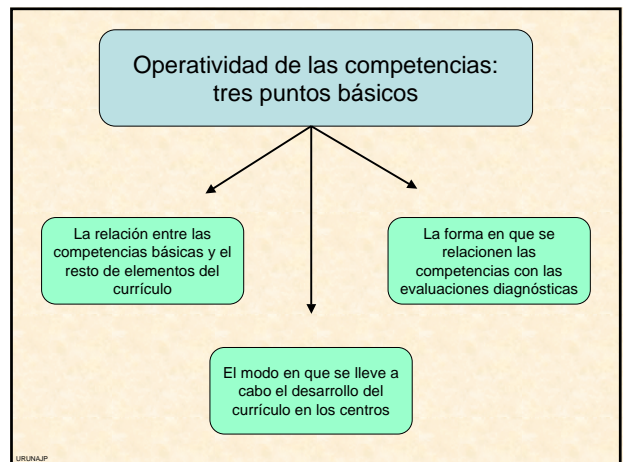 Operatividad de las competencias:
tres puntos básicos
La relación entre las
competencias básicas y el
resto de elementos del
currículo
La forma en que se
relacionen las
competencias con las
evaluaciones diagnósticas
El modo en que se lleve a
cabo el desarrollo del
currículo en los centros
URUNAJP